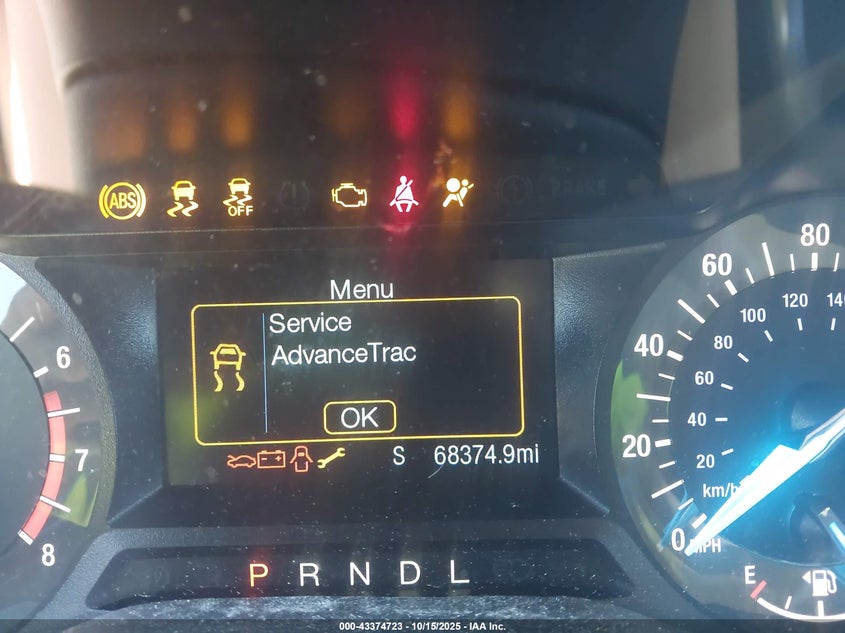 ABS
OFF
BRAKE
Menu
Service
AdvanceTrac
OK
S 68374.9mi
6
7
8
P R N D L
80
60
40
20
0
MPH
140
120
100
80
60
40
20
km/h
E
000-43374723 - 10/15/2025 - IAA Inc.